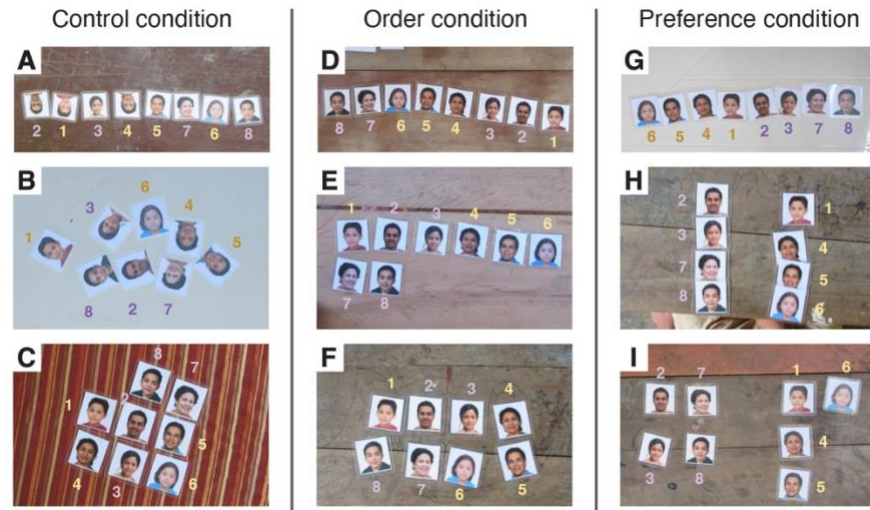 Control condition
Order condition
Preference condition
A
2 1 3 4 5 7 6 8
D
8 7 6 5 4 3 2 1
G
6 5 4 1 2 3 7 8
B
6
3 4
1 5
8 2 7
E
1 2 3 4 5 6
7 8
H
2 1
3 4
7 5
8 6
C
8 7
1 2
5
4 3 6
F
1 2 3 4
8 7 6 5
I
2 7 1 6
4
3 8 5